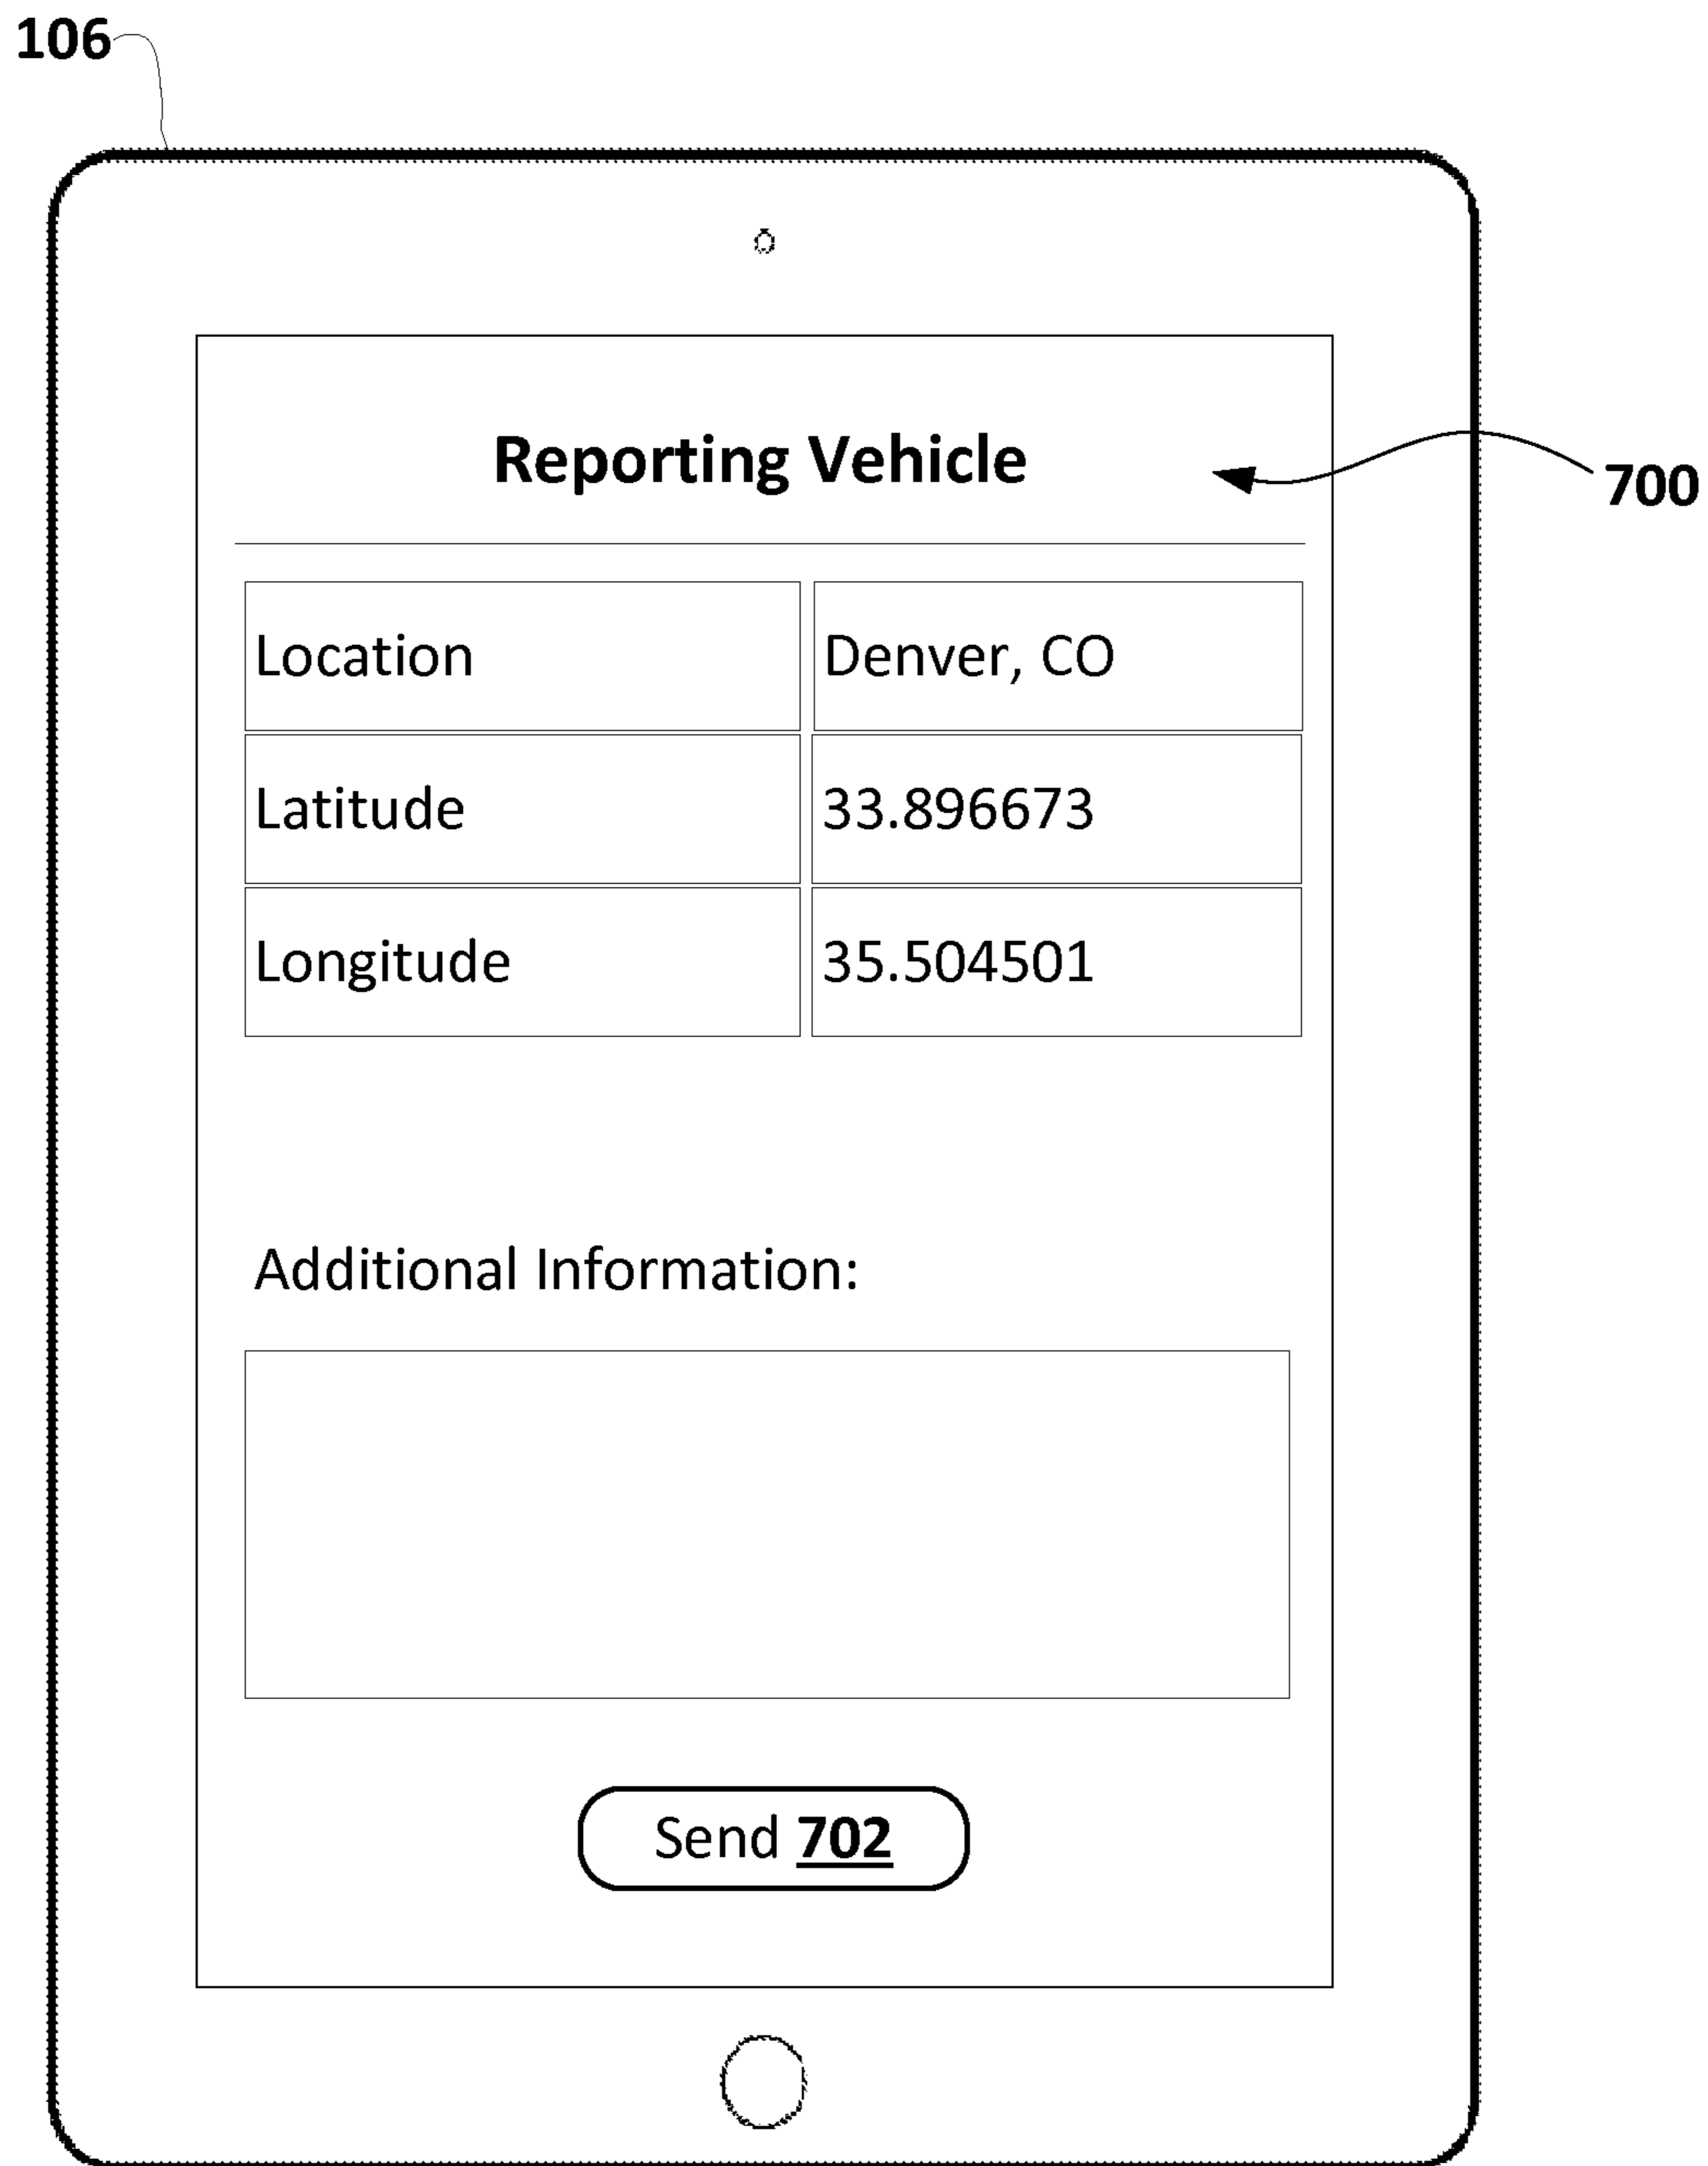 106
Reporting Vehicle
700
Location Denver, CO
Latitude 33.896673
Longitude 35.504501
Additional Information:
Send 702